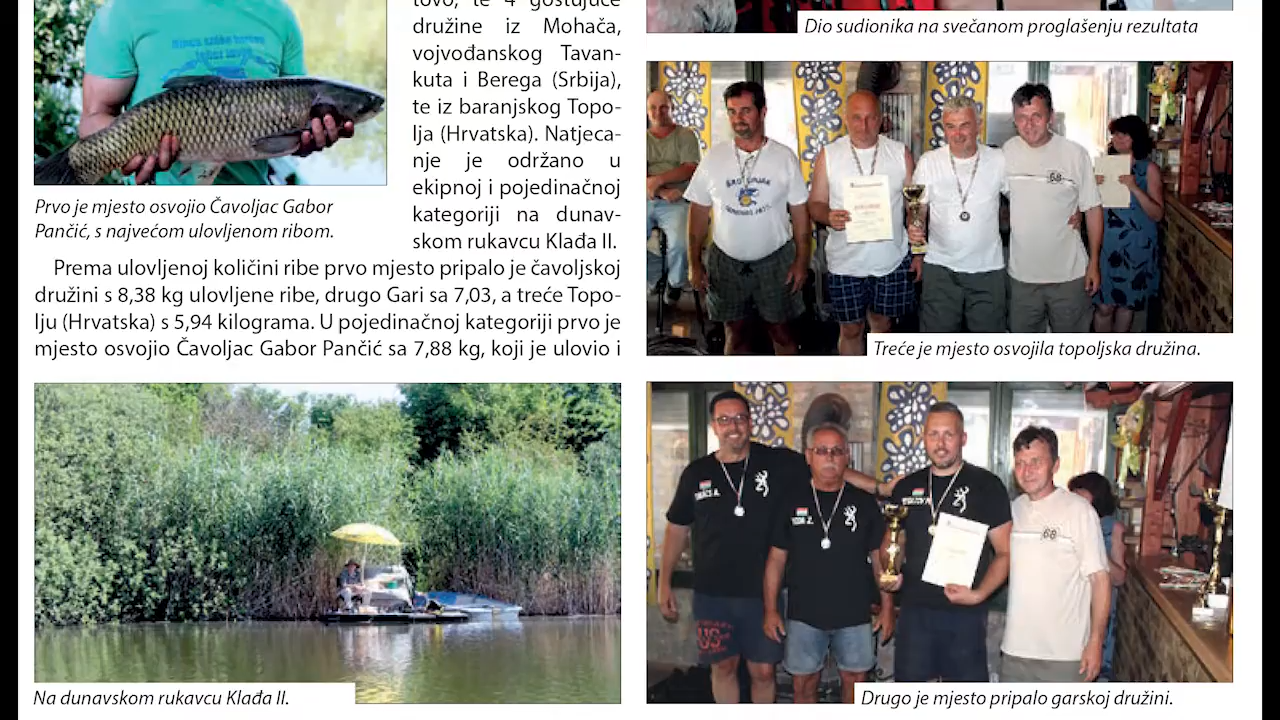 tovo, te 4 gostujuće
družine iz Mohača,
vojvođanskog Tavan-
kuta i Berega (Srbija),
te iz baranjskog Topo-
lja (Hrvatska). Natjeca-
nje je održano u
ekipnoj i pojedinačnoj
kategoriji na dunav-
skom rukavcu Klađa II.
Prvo je mjesto osvojio Čavoljac Gabor
Pančić, s najvećom ulovljenom ribom.
Prema ulovljenoj količini ribe prvo mjesto pripalo je čavoljskoj
družini s 8,38 kg ulovljene ribe, drugo Gari sa 7,03, a treće Topo-
lju (Hrvatska) s 5,94 kilograma. U pojedinačnoj kategoriji prvo je
mjesto osvojio Čavoljac Gabor Pančić sa 7,88 kg, koji je ulovio i
Na dunavskom rukavcu Klađa II.
Dio sudionika na svečanom proglašenju rezultata
68
Treće je mjesto osvojila topoljska družina.
68
Drugo je mjesto pripalo garskoj družini.